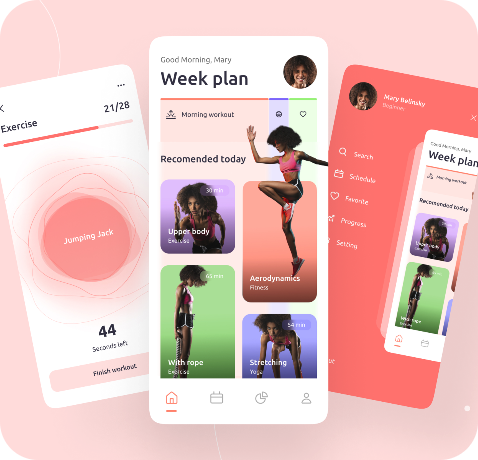 21/28
Exercise
Jumping Jack
44
Seconds left
Finish workout
Good Morning, Mary
Week plan
Morning workout
Recomended today
30 min
Upper body
Exercise
Aerodynamics
Fitness
65 min
With rope
Exercise
54 min
Stretching
Yoga
Mary Relinsky
Beginner
Search
Schedule
Favorite
Progress
Setting
Good Morning, Mary
Week plan
Morning workout
Recomended today
Upper body
Exercise
With rope
Exercise